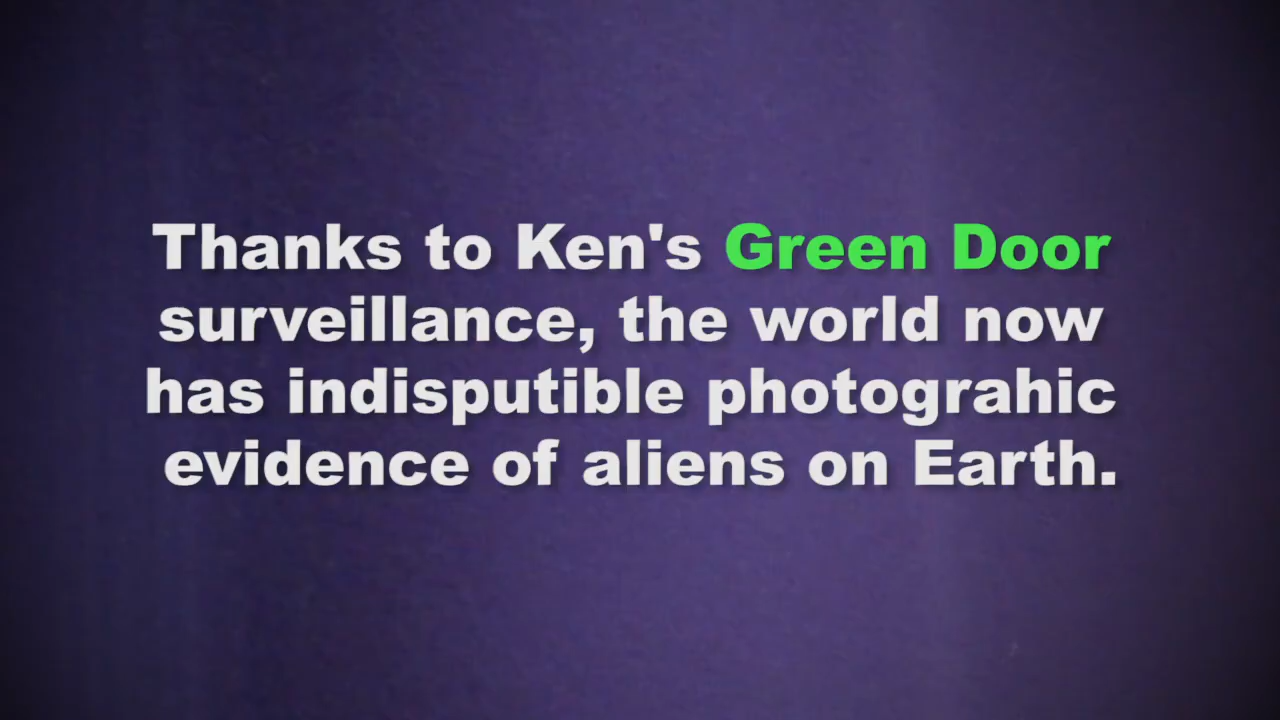 Thanks to Ken's Green Door
surveillance, the world now
has indisputible photograhic
evidence of aliens on Earth.